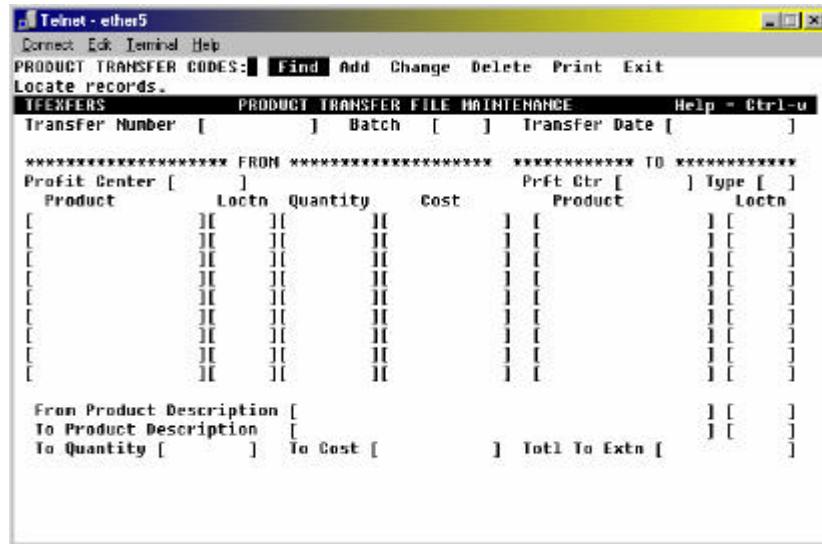 Telnet - ether5
Connect Edit Terminal Help
PRODUCT TRANSFER CODES: Find Add Change Delete Print Exit
Locate records.
TFEXFERS PRODUCT TRANSFER FILE MAINTENANCE Help - Ctrl-u
Transfer Number [ ] Batch [ ] Transfer Date [ ]
******************** FROM ******************** ************ TO ************
Profit Center [ ] Prft Ctr [ ] Type [ ]
Product Loctn Quantity Cost Product Loctn
[ ][ ][ ][ ] [ ] [ ]
[ ][ ][ ][ ] [ ] [ ]
[ ][ ][ ][ ] [ ] [ ]
[ ][ ][ ][ ] [ ] [ ]
[ ][ ][ ][ ] [ ] [ ]
[ ][ ][ ][ ] [ ] [ ]
[ ][ ][ ][ ] [ ] [ ]
[ ][ ][ ][ ] [ ] [ ]
[ ][ ][ ][ ] [ ] [ ]
From Product Description [ ] [ ]
To Product Description [ ] [ ]
To Quantity [ ] To Cost [ ] Totl To Extn [ ]